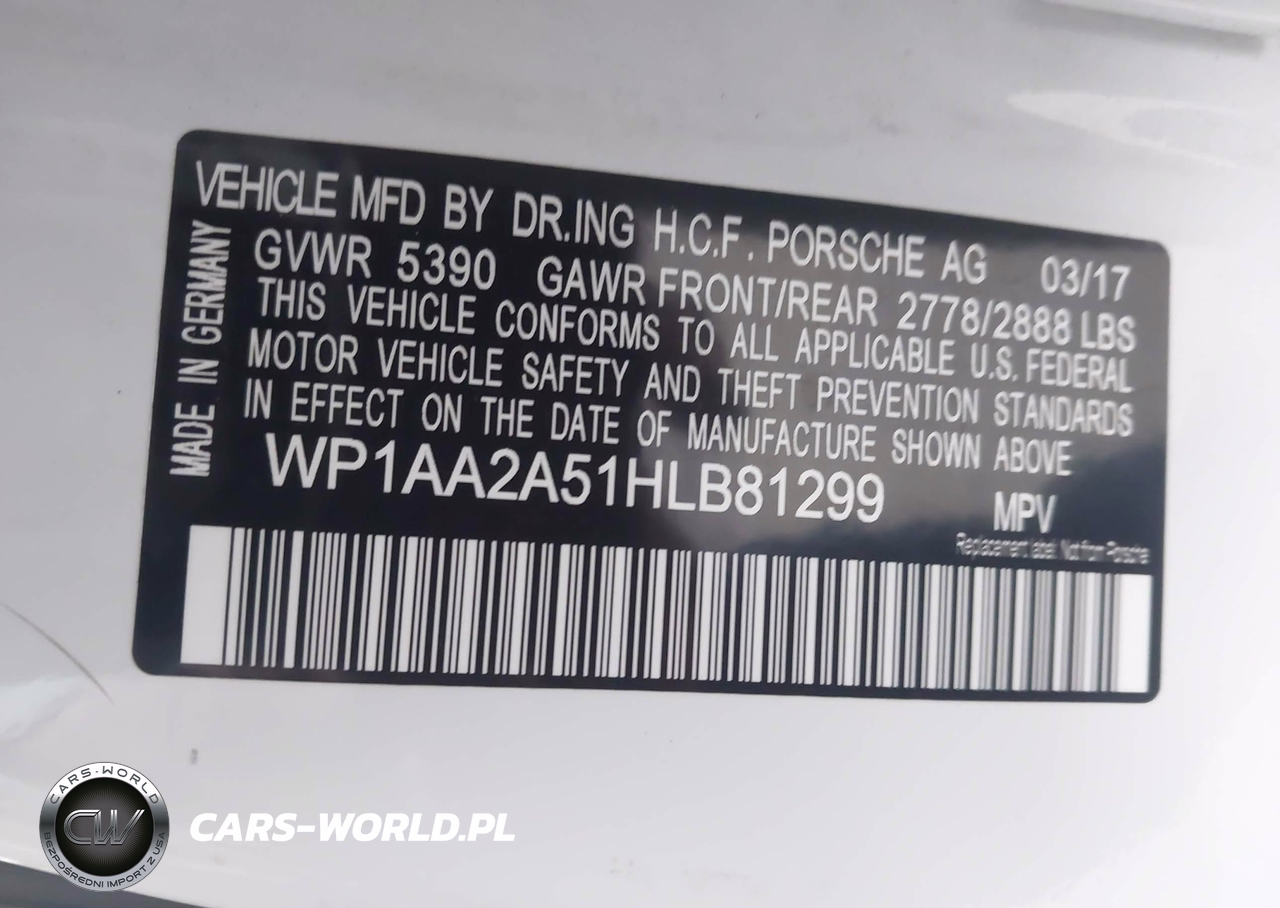 VEHICLE MFD BY DR.ING H.C.F. PORSCHE AG 03/17
GVWR 5390 GAWR FRONT/REAR 2778/2888 LBS
THIS VEHICLE CONFORMS TO ALL APPLICABLE U.S. FEDERAL
MOTOR VEHICLE SAFETY AND THEFT PREVENTION STANDARDS
IN EFFECT ON THE DATE OF MANUFACTURE SHOWN ABOVE
MADE IN GERMANY
WP1AA2A51HLB81299 MPV
Replacement label. Not from Porsche
CARS-WORLD
CW
BEZPOŚREDNI IMPORT Z USA
CARS-WORLD.PL